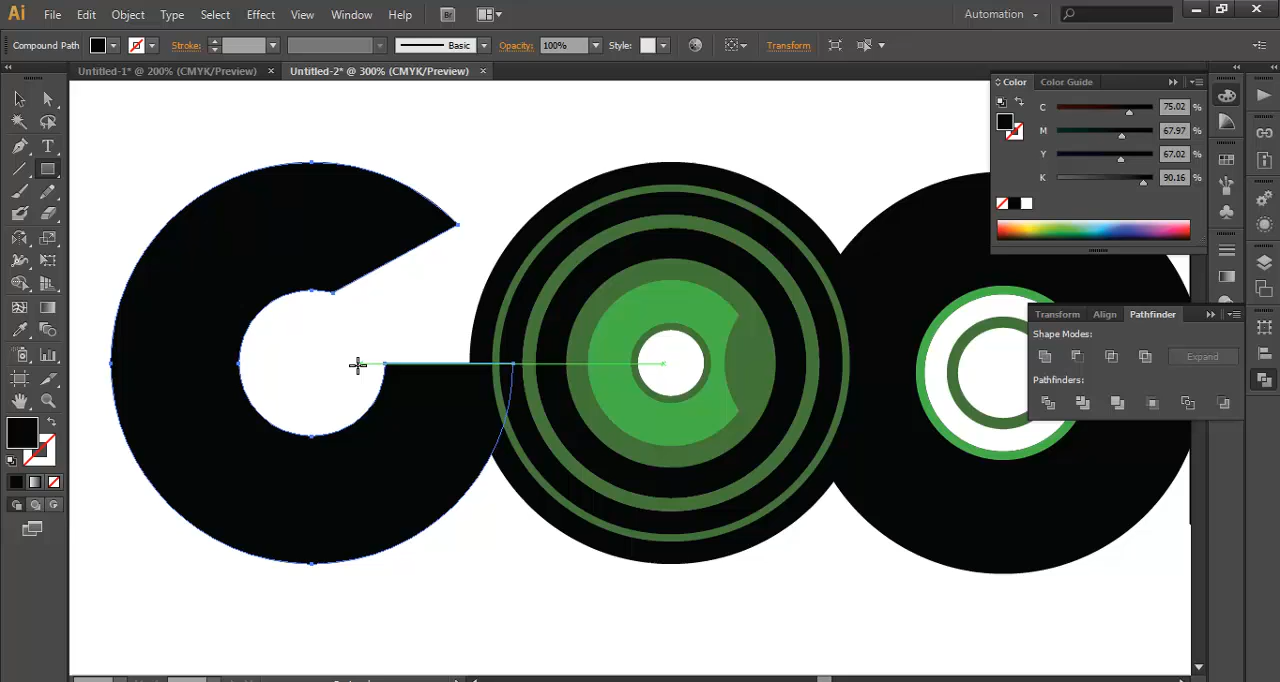 Ai File Edit Object Type Select Effect View Window Help Br Automation
Compound Path Stroke: Basic Opacity: 100% Style: Transform
Untitled-1* @ 200% (CMYK/Preview) × Untitled-2* @ 300% (CMYK/Preview) ×
Color Color Guide
C 75.02 %
M 67.97 %
Y 67.02 %
K 90.16 %
Transform Align Pathfinder
Shape Modes:
Expand
Pathfinders: